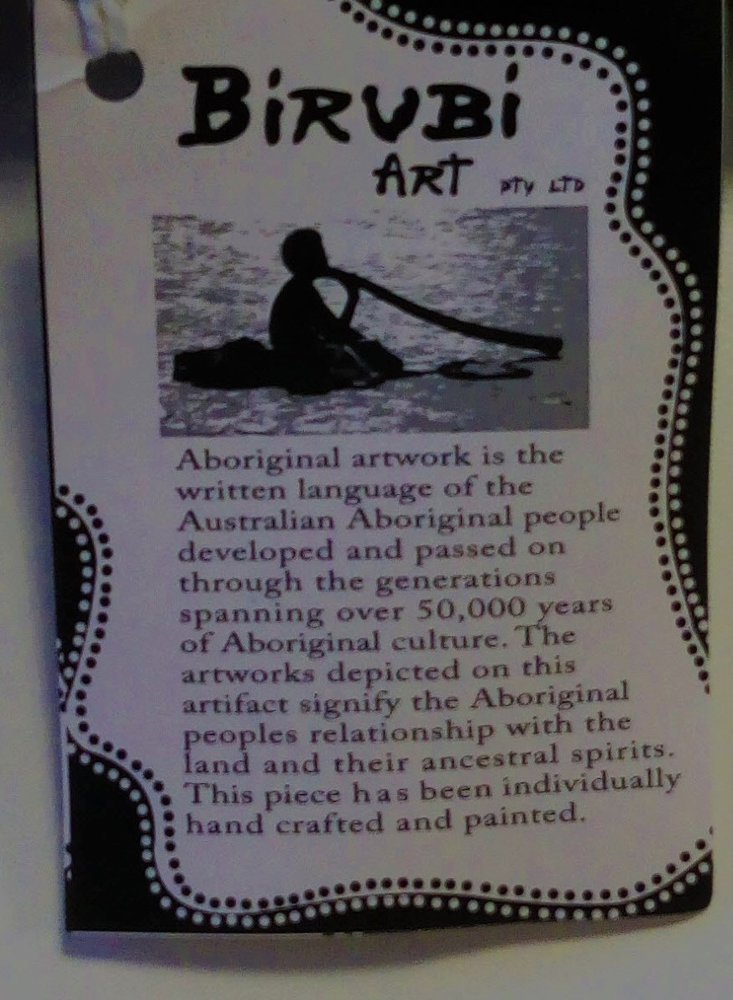 BiRUBi
ART PTY LTD
Aboriginal artwork is the
written language of the
Australian Aboriginal people
developed and passed on
through the generations
spanning over 50,000 years
of Aboriginal culture. The
artworks depicted on this
artifact signify the Aboriginal
peoples relationship with the
land and their ancestral spirits.
This piece has been individually
hand crafted and painted.